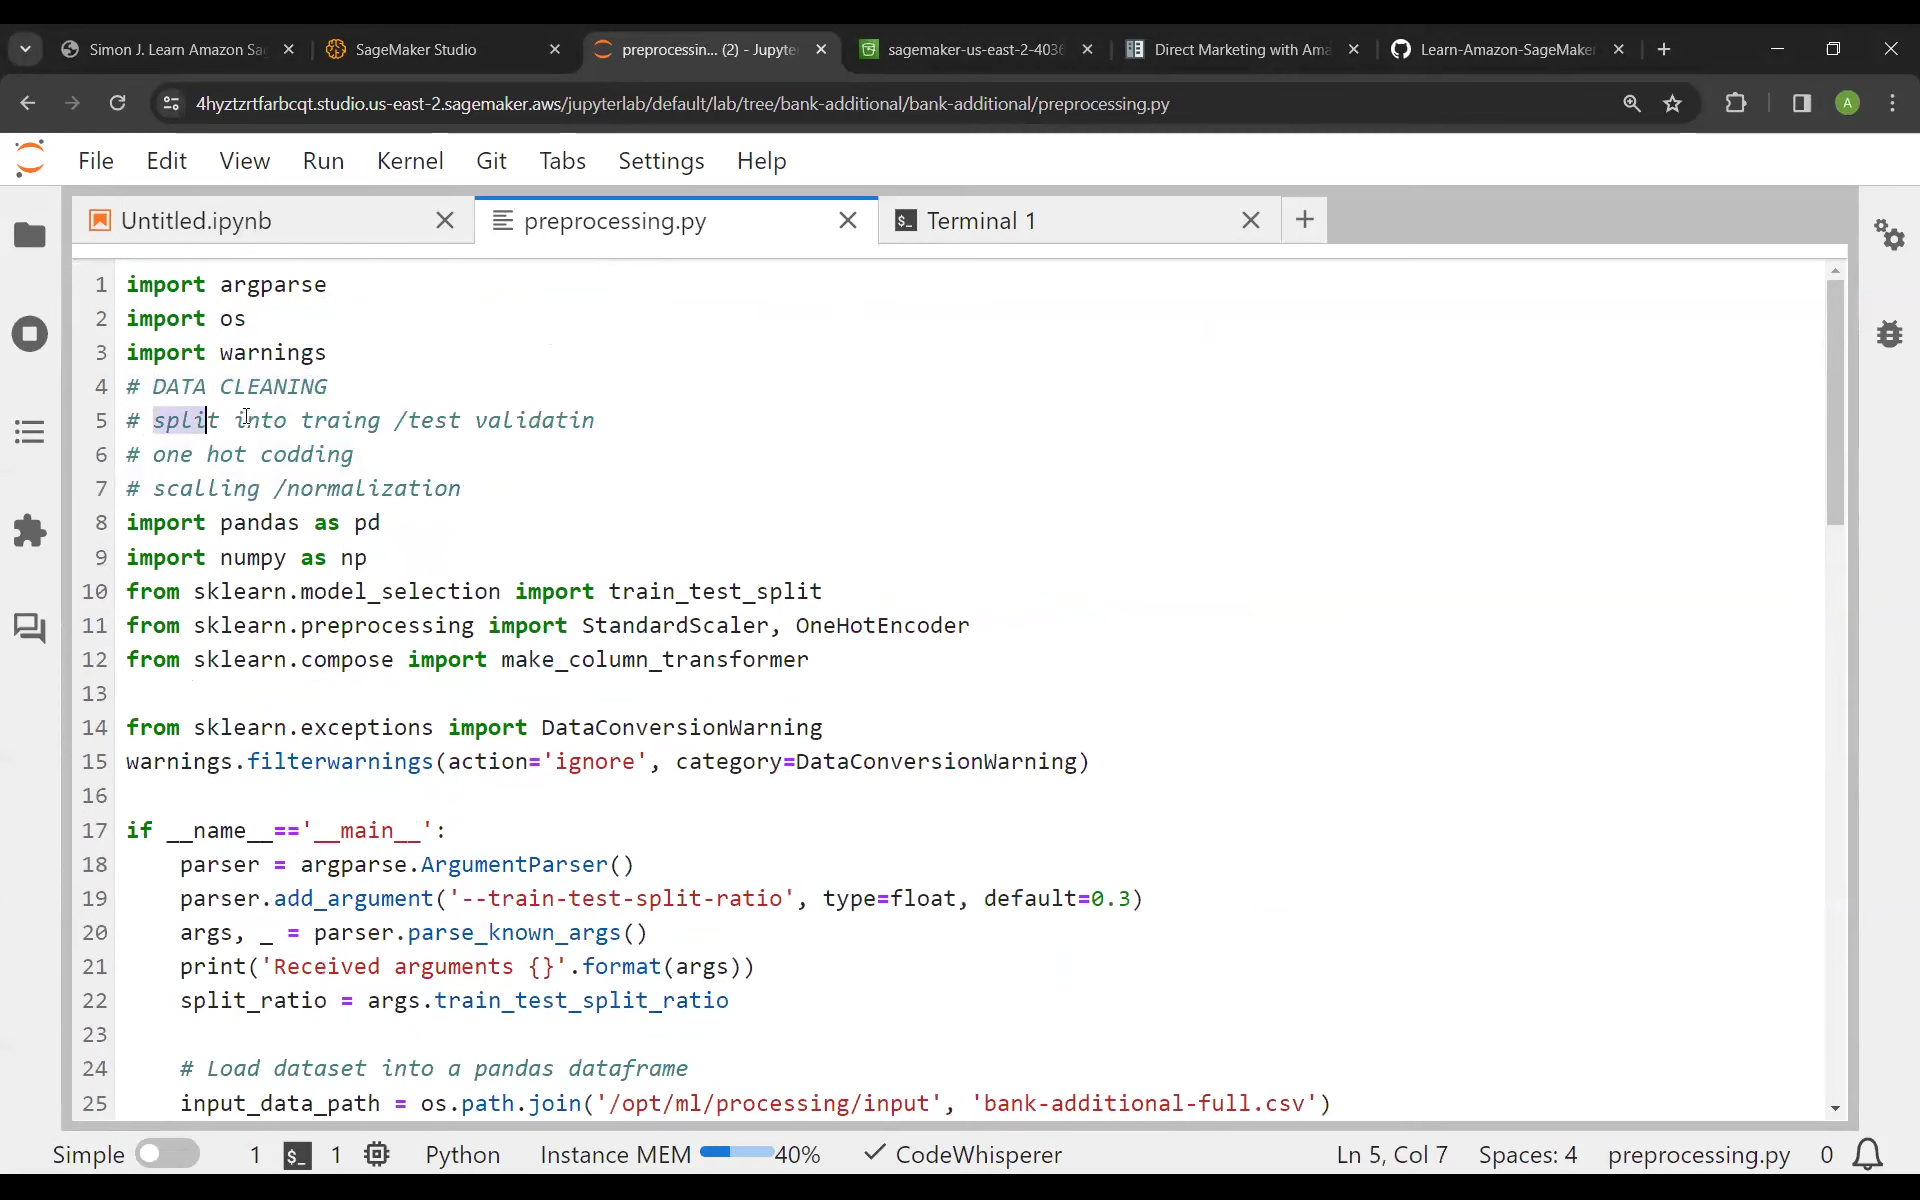 Simon J. Learn Amazon Sa
SageMaker Studio
preprocessin... (2) - Jupyte
sagemaker-us-east-2-4036
Direct Marketing with Ama
Learn-Amazon-SageMaker
4hyztzrtfarbcqt.studio.us-east-2.sagemaker.aws/jupyterlab/default/lab/tree/bank-additional/bank-additional/preprocessing.py
A
File Edit View Run Kernel Git Tabs Settings Help
Untitled.ipynb
preprocessing.py
Terminal 1
1 import argparse
2 import os
3 import warnings
4 # DATA CLEANING
5 # split into traing /test validatin
6 # one hot codding
7 # scalling /normalization
8 import pandas as pd
9 import numpy as np
10 from sklearn.model_selection import train_test_split
11 from sklearn.preprocessing import StandardScaler, OneHotEncoder
12 from sklearn.compose import make_column_transformer
13
14 from sklearn.exceptions import DataConversionWarning
15 warnings.filterwarnings(action='ignore', category=DataConversionWarning)
16
17 if __name__=='__main__':
18 parser = argparse.ArgumentParser()
19 parser.add_argument('--train-test-split-ratio', type=float, default=0.3)
20 args, _ = parser.parse_known_args()
21 print('Received arguments {}'.format(args))
22 split_ratio = args.train_test_split_ratio
23
24 # Load dataset into a pandas dataframe
25 input_data_path = os.path.join('/opt/ml/processing/input', 'bank-additional-full.csv')
Simple 1 $_ 1 Python Instance MEM 40% CodeWhisperer Ln 5, Col 7 Spaces: 4 preprocessing.py 0